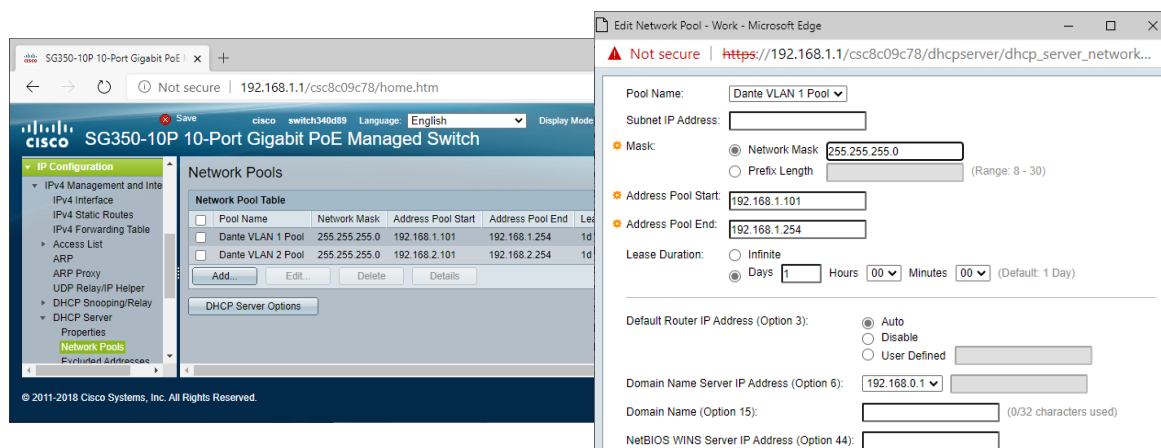 SG350-10P 10-Port Gigabit PoE
Not secure | 192.168.1.1/csc8c09c78/home.htm
Save cisco switch340d89 Language: English Display Mode
CISCO SG350-10P 10-Port Gigabit PoE Managed Switch
IP Configuration
IPv4 Management and Inte
IPv4 Interface
IPv4 Static Routes
IPv4 Forwarding Table
Access List
ARP
ARP Proxy
UDP Relay/IP Helper
DHCP Snooping/Relay
DHCP Server
Properties
Network Pools
Excluded Addresses
Network Pools
Network Pool Table
Pool Name Network Mask Address Pool Start Address Pool End Lea
Dante VLAN 1 Pool 255.255.255.0 192.168.1.101 192.168.1.254 1d
Dante VLAN 2 Pool 255.255.255.0 192.168.2.101 192.168.2.254 1d
Add... Edit... Delete Details
DHCP Server Options
© 2011-2018 Cisco Systems, Inc. All Rights Reserved.
Edit Network Pool - Work - Microsoft Edge
Not secure | https://192.168.1.1/csc8c09c78/dhcpserver/dhcp_server_network...
Pool Name: Dante VLAN 1 Pool
Subnet IP Address:
Mask: Network Mask 255.255.255.0
Prefix Length (Range: 8 - 30)
Address Pool Start: 192.168.1.101
Address Pool End: 192.168.1.254
Lease Duration: Infinite
Days 1 Hours 00 Minutes 00 (Default: 1 Day)
Default Router IP Address (Option 3): Auto
Disable
User Defined
Domain Name Server IP Address (Option 6): 192.168.0.1
Domain Name (Option 15): (0/32 characters used)
NetBIOS WINS Server IP Address (Option 44):